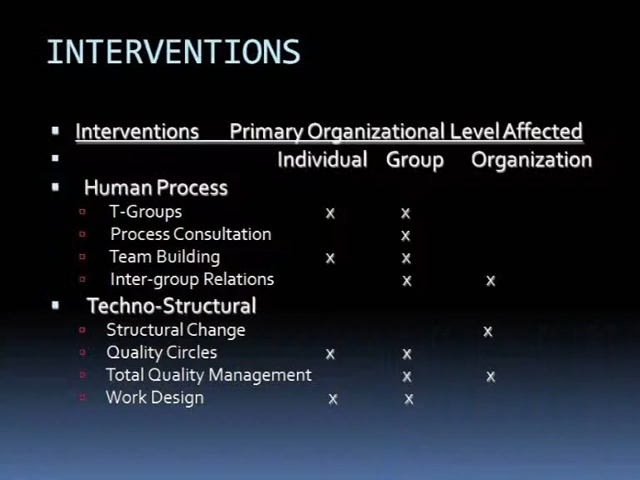 INTERVENTIONS
Interventions Primary Organizational Level Affected
Individual Group Organization
Human Process
T-Groups x x
Process Consultation x
Team Building x x
Inter-group Relations x x
Techno-Structural
Structural Change x
Quality Circles x x
Total Quality Management x x
Work Design x x